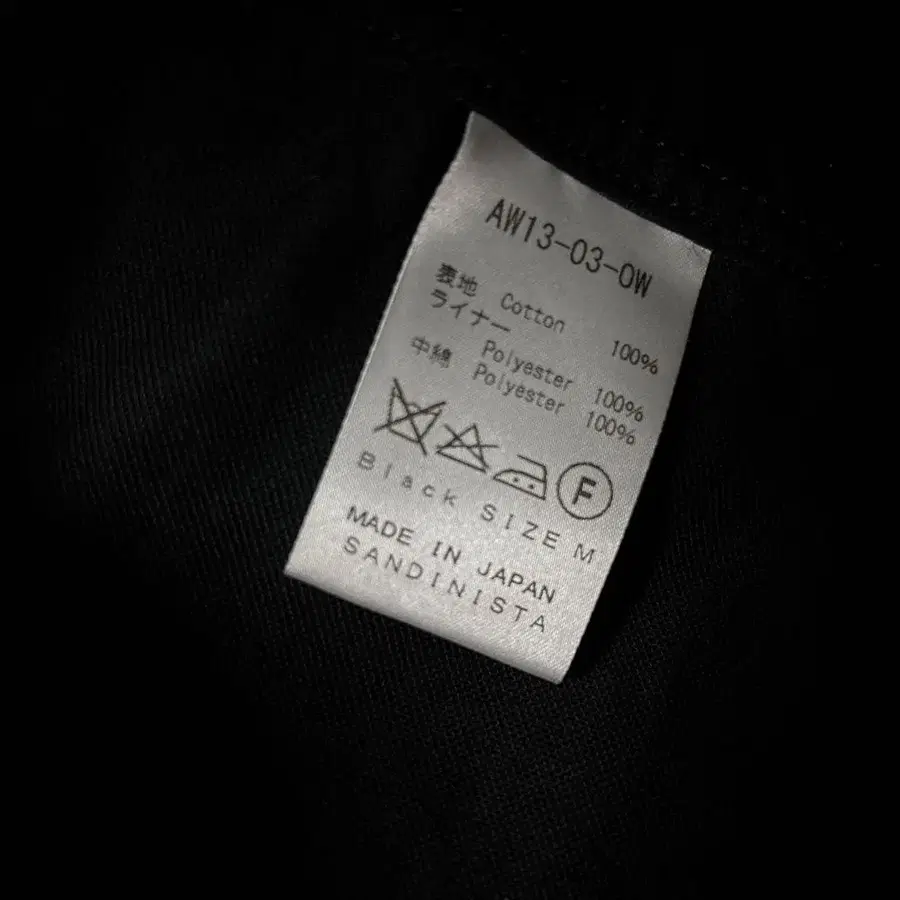 AW13-03-OW
表地 Cotton 100%
ライナー
Polyester 100%
中綿 Polyester 100%
F
Black SIZE M
MADE IN JAPAN
SANDINISTA